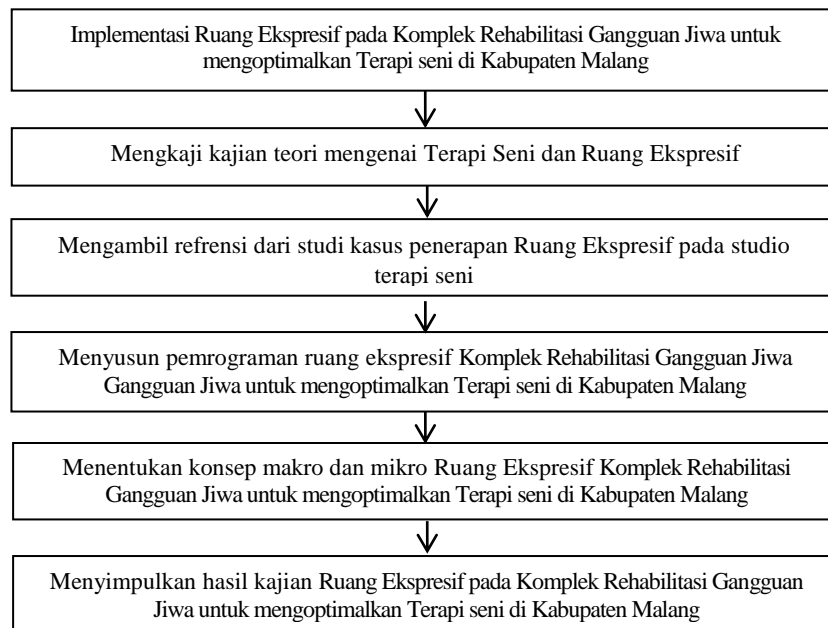 Implementasi Ruang Ekspresif pada Komplek Rehabilitasi Gangguan Jiwa untuk
mengoptimalkan Terapi seni di Kabupaten Malang
Mengkaji kajian teori mengenai Terapi Seni dan Ruang Ekspresif
Mengambil refrensi dari studi kasus penerapan Ruang Ekspresif pada studio
terapi seni
Menyusun pemrograman ruang ekspresif Komplek Rehabilitasi Gangguan Jiwa
Gangguan Jiwa untuk mengoptimalkan Terapi seni di Kabupaten Malang
Menentukan konsep makro dan mikro Ruang Ekspresif Komplek Rehabilitasi
Gangguan Jiwa untuk mengoptimalkan Terapi seni di Kabupaten Malang
Menyimpulkan hasil kajian Ruang Ekspresif pada Komplek Rehabilitasi Gangguan
Jiwa untuk mengoptimalkan Terapi seni di Kabupaten Malang